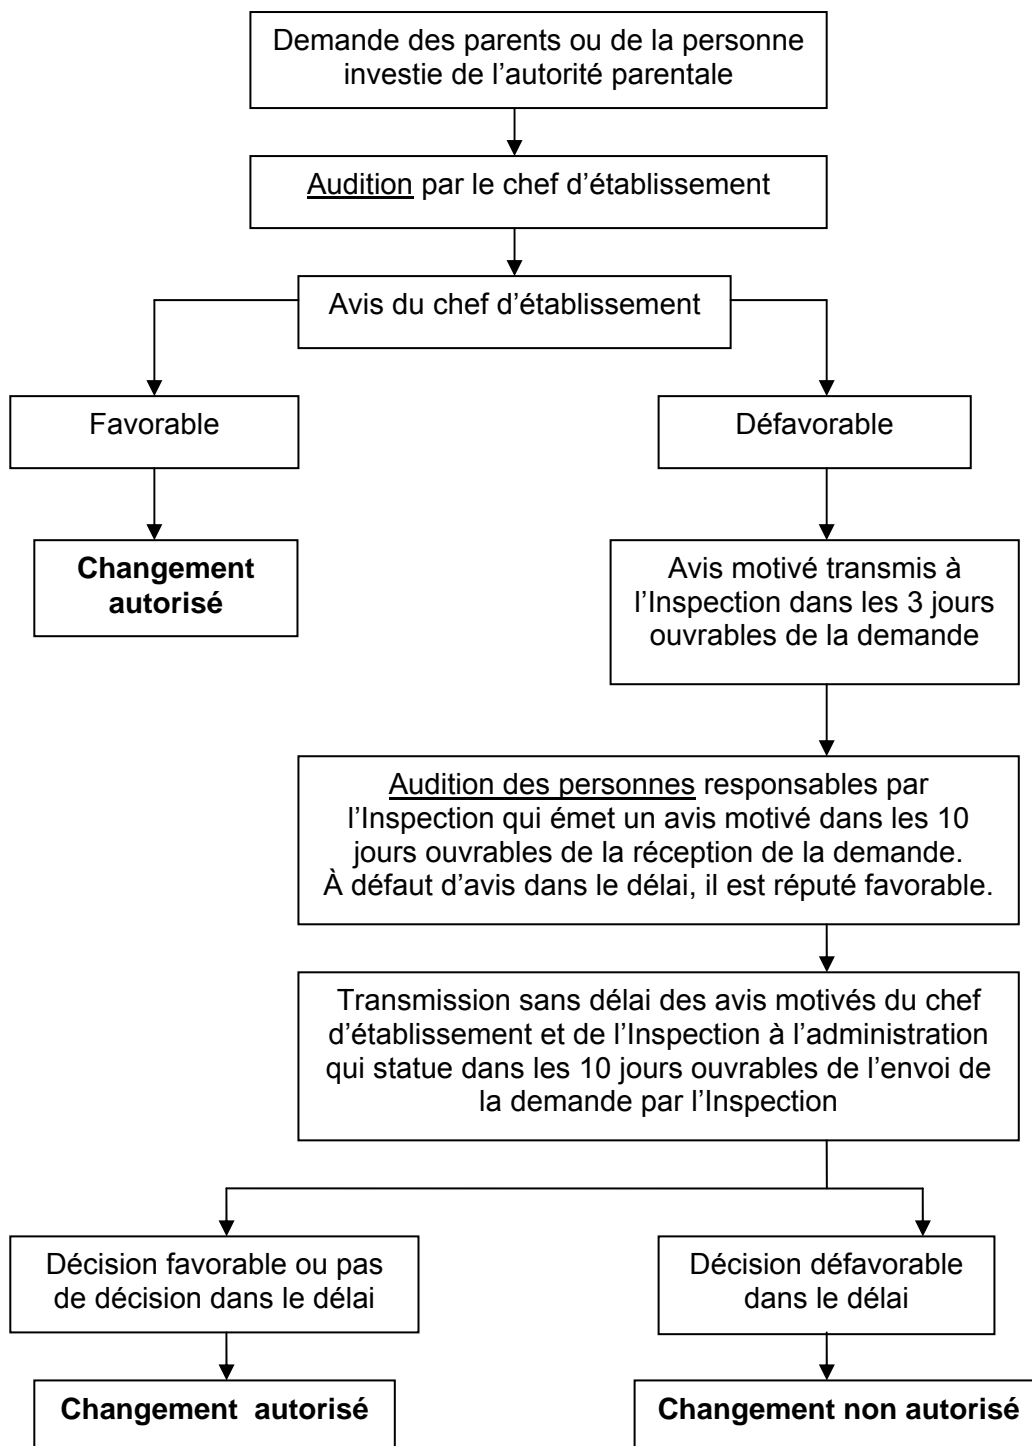 Demande des parents ou de la personne
investie de l’autorité parentale
Audition par le chef d’établissement
Avis du chef d’établissement
Favorable
Défavorable
Changement
autorisé
Avis motivé transmis à
l’Inspection dans les 3 jours
ouvrables de la demande
Audition des personnes responsables par
l’Inspection qui émet un avis motivé dans les 10
jours ouvrables de la réception de la demande.
À défaut d’avis dans le délai, il est réputé favorable.
Transmission sans délai des avis motivés du chef
d’établissement et de l’Inspection à l’administration
qui statue dans les 10 jours ouvrables de l’envoi de
la demande par l’Inspection
Décision favorable ou pas
de décision dans le délai
Décision défavorable
dans le délai
Changement autorisé
Changement non autorisé